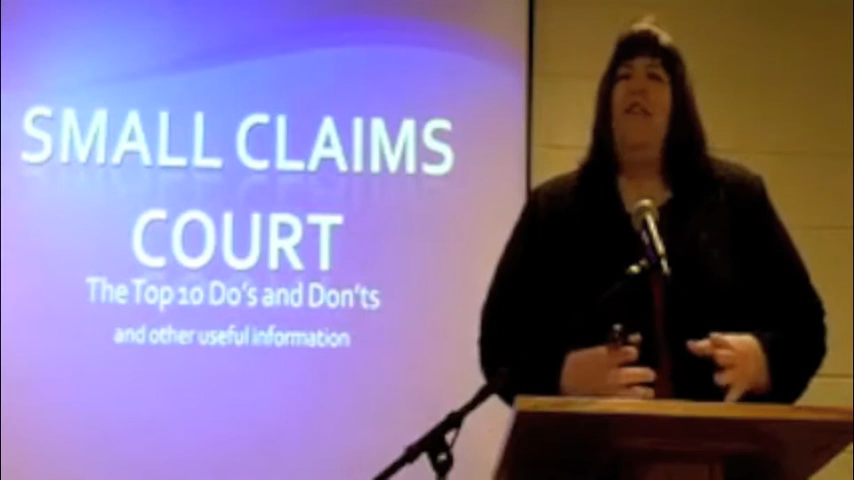 SMALL CLAIMS
COURT
The Top 10 Do's and Don'ts
and other useful information